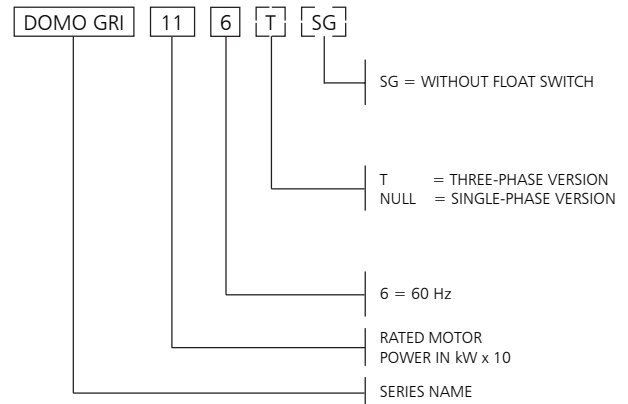 DOMO GRI 11 6 T SG
SG = WITHOUT FLOAT SWITCH
T = THREE-PHASE VERSION
NULL = SINGLE-PHASE VERSION
6 = 60 Hz
RATED MOTOR
POWER IN kW x 10
SERIES NAME